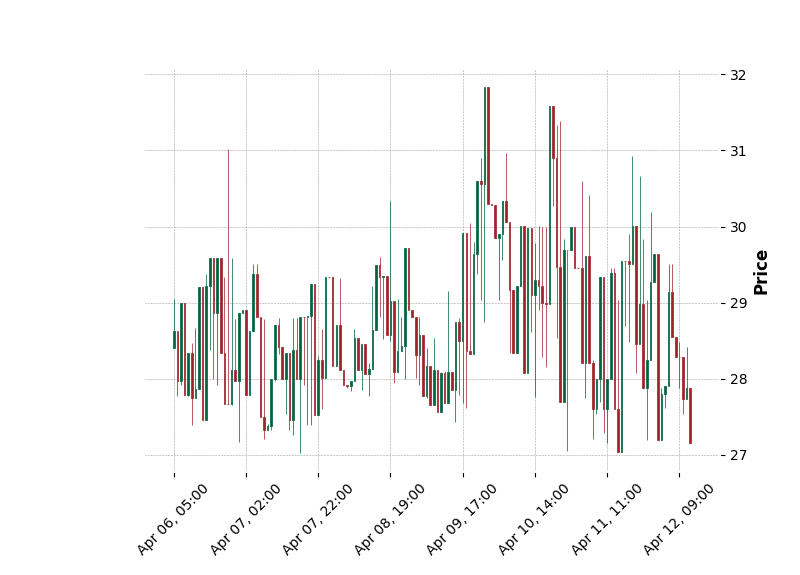 32
31
30
29
28
27
Price
Apr 06, 05:00
Apr 07, 02:00
Apr 07, 22:00
Apr 08, 19:00
Apr 09, 17:00
Apr 10, 14:00
Apr 11, 11:00
Apr 12, 09:00